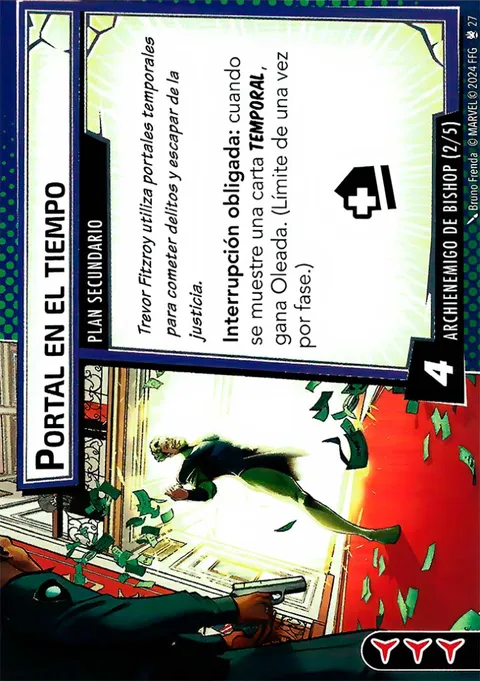 PORTAL EN EL TIEMPO
PLAN SECUNDARIO
Trevor Fitzroy utiliza portales temporales
para cometer delitos y escapar de la
justicia.
Interrupción obligada: cuando
se muestre una carta TEMPORAL,
gana Oleada. (Límite de una vez
por fase.)
4
ARCHIENEMIGO DE BISHOP (2/5)
Bruno Frenda © MARVEL © 2024 FFG 27